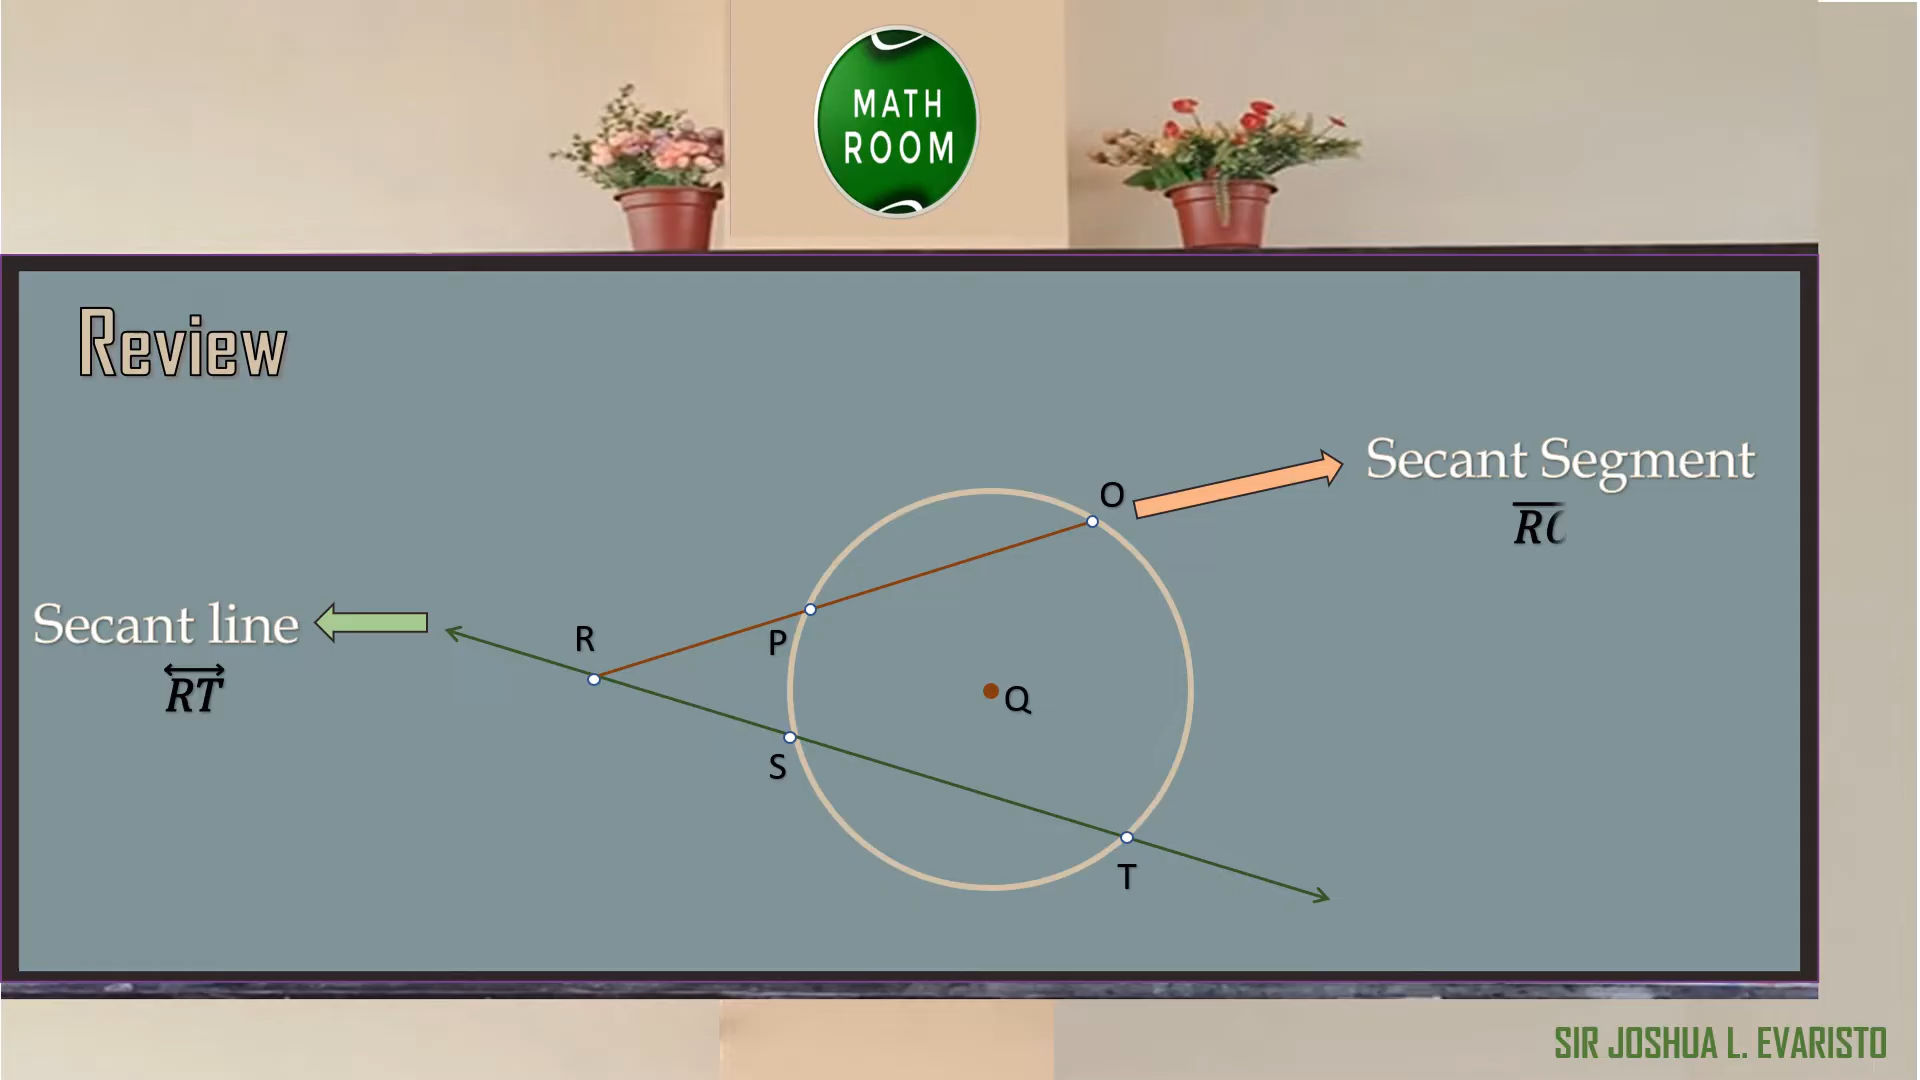 MATH
ROOM
Review
Secant Segment
O
Secant line
R
P
RT
Q
S
T
SIR JOSHUA L. EVARISTO